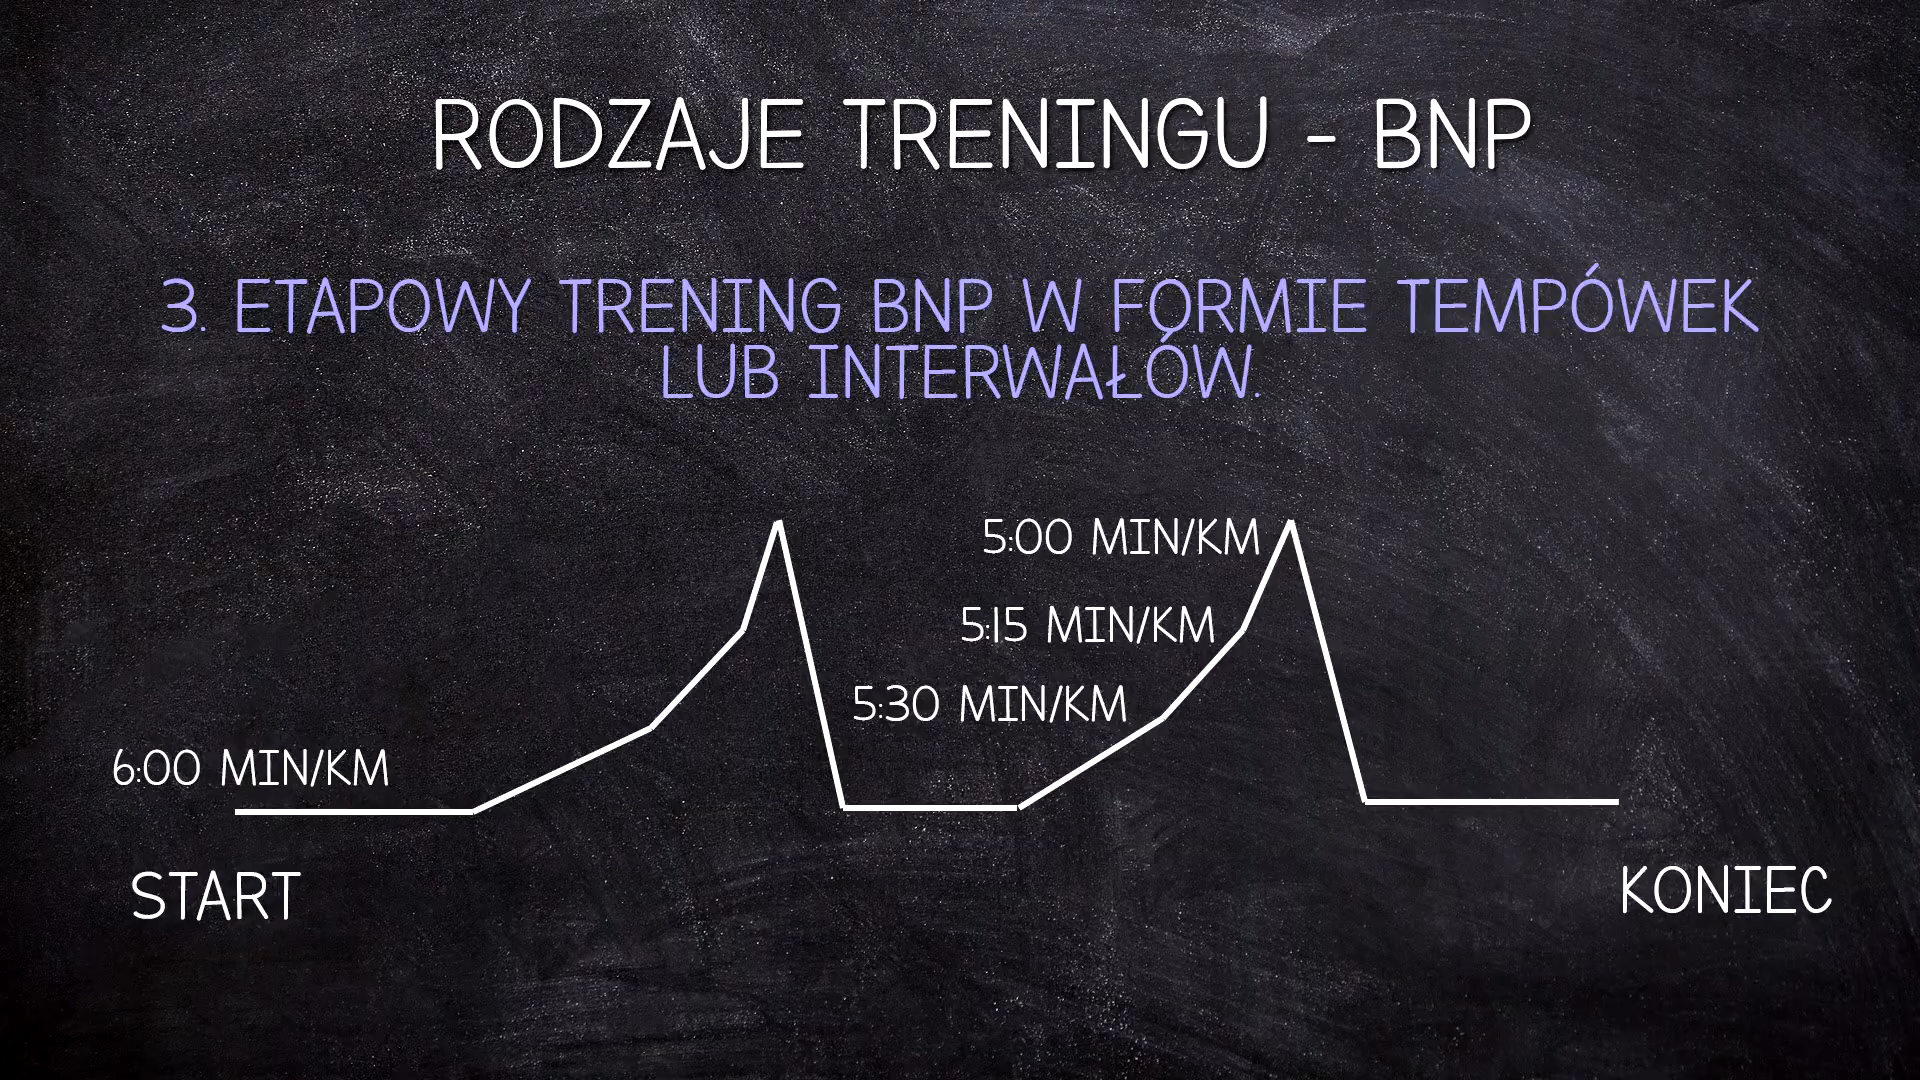 RODZAJE TRENINGU - BNP
3. ETAPOWY TRENING BNP W FORMIE TEMPÓWEK
LUB INTERWAŁÓW.
5:00 MIN/KM
5:15 MIN/KM
5:30 MIN/KM
6:00 MIN/KM
START
KONIEC